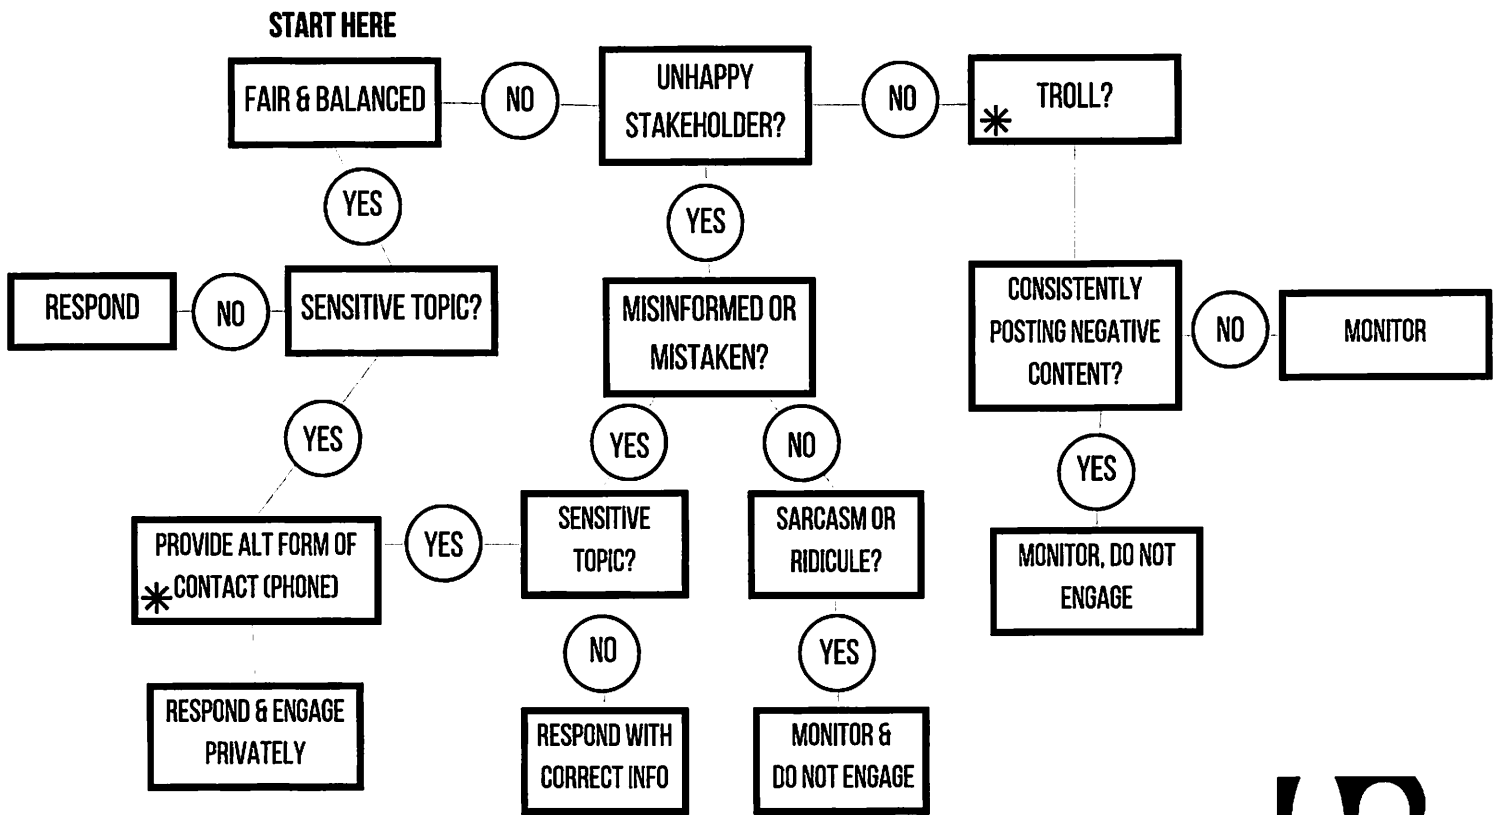 START HERE
FAIR & BALANCED
NO
UNHAPPY
STAKEHOLDER?
NO
TROLL?
YES
YES
RESPOND
NO
SENSITIVE TOPIC?
MISINFORMED OR
MISTAKEN?
CONSISTENTLY
POSTING NEGATIVE
CONTENT?
NO
MONITOR
YES
YES
NO
YES
PROVIDE ALT FORM OF
CONTACT (PHONE)
YES
SENSITIVE
TOPIC?
SARCASM OR
RIDICULE?
MONITOR, DO NOT
ENGAGE
NO
YES
RESPOND & ENGAGE
PRIVATELY
RESPOND WITH
CORRECT INFO
MONITOR &
DO NOT ENGAGE